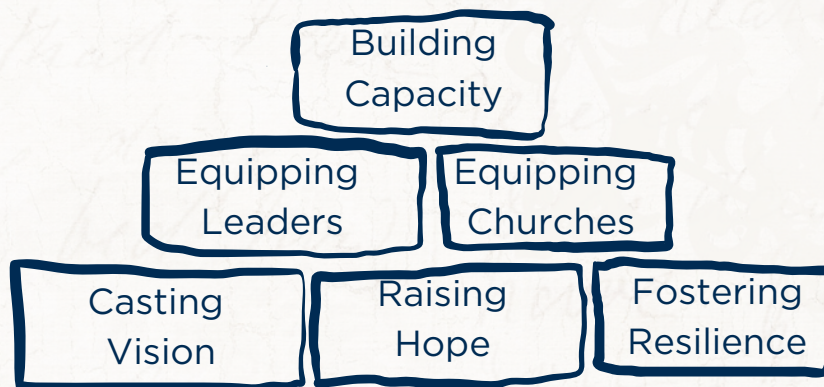 Building
Capacity
Equipping
Leaders
Equipping
Churches
Casting
Vision
Raising
Hope
Fostering
Resilience